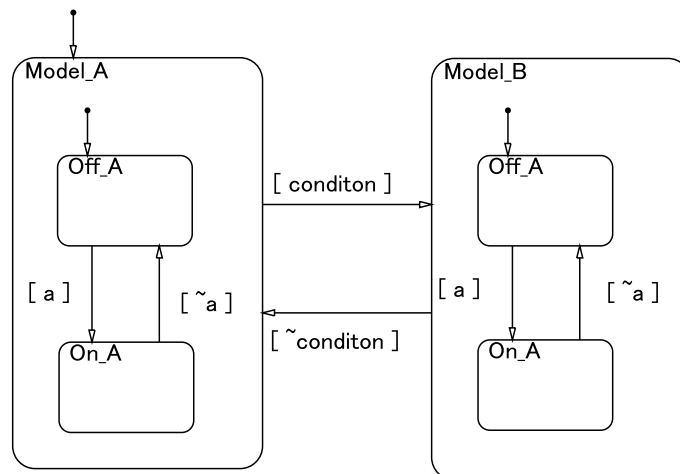 Model_A
Model_B
Off_A
Off_A
[ conditon ]
[ a ]
[ ~a ]
[ a ]
[ ~a ]
[ ~conditon ]
On_A
On_A